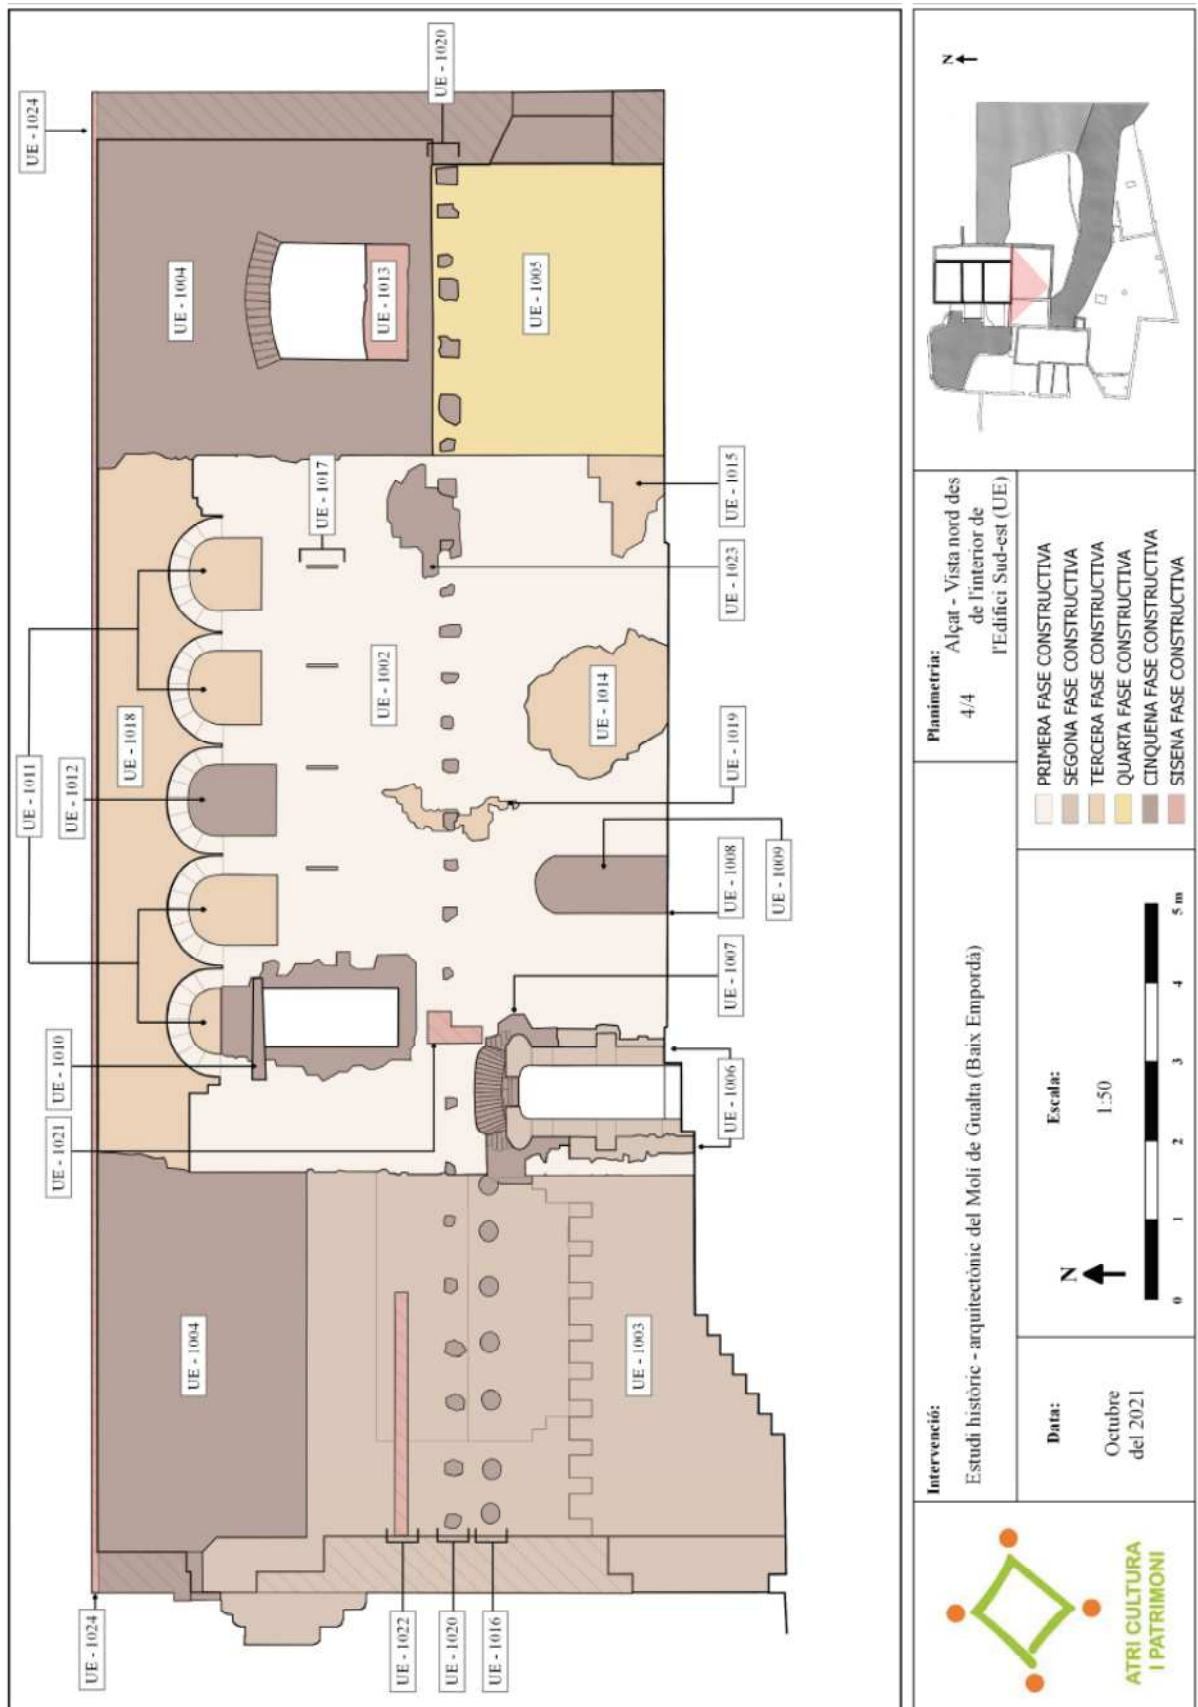 UE - 1024
UE - 1010
UE - 1011
UE - 1012
UE - 1024
UE - 1021
UE - 1018
UE - 1017
UE - 1004
UE - 1004
UE - 1013
UE - 1020
UE - 1002
UE - 1003
UE - 1005
UE - 1014
UE - 1022
UE - 1020
UE - 1016
UE - 1006
UE - 1007
UE - 1009
UE - 1008
UE - 1019
UE - 1023
UE - 1015
ATRI CULTURA
I PATRIMONI
Intervenció:
Estudi històric - arquitectònic del Molí de Gualta (Baix Empordà)
Data:
Octubre
del 2021
Escala:
1:50
N
0 1 2 3 4 5 m
Planimetria:
4/4
Alçat - Vista nord des
de l'interior de
l'Edifici Sud-est (UE)
PRIMERA FASE CONSTRUCTIVA
SEGONA FASE CONSTRUCTIVA
TERCERA FASE CONSTRUCTIVA
QUARTA FASE CONSTRUCTIVA
CINQUENA FASE CONSTRUCTIVA
SISENA FASE CONSTRUCTIVA
N